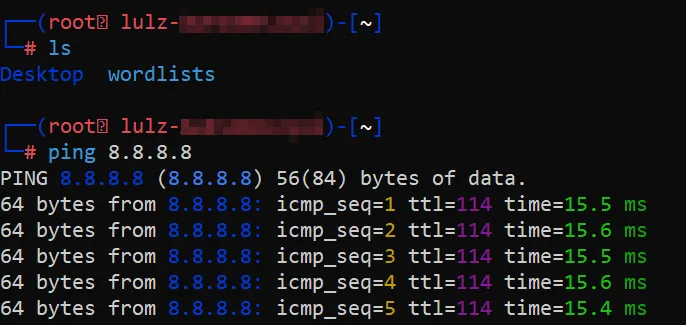 ┌──(root㉿ lulz-)-[~]
└─# ls
Desktop  wordlists
┌──(root㉿ lulz-)-[~]
└─# ping 8.8.8.8
PING 8.8.8.8 (8.8.8.8) 56(84) bytes of data.
64 bytes from 8.8.8.8: icmp_seq=1 ttl=114 time=15.5 ms
64 bytes from 8.8.8.8: icmp_seq=2 ttl=114 time=15.6 ms
64 bytes from 8.8.8.8: icmp_seq=3 ttl=114 time=15.5 ms
64 bytes from 8.8.8.8: icmp_seq=4 ttl=114 time=15.6 ms
64 bytes from 8.8.8.8: icmp_seq=5 ttl=114 time=15.4 ms